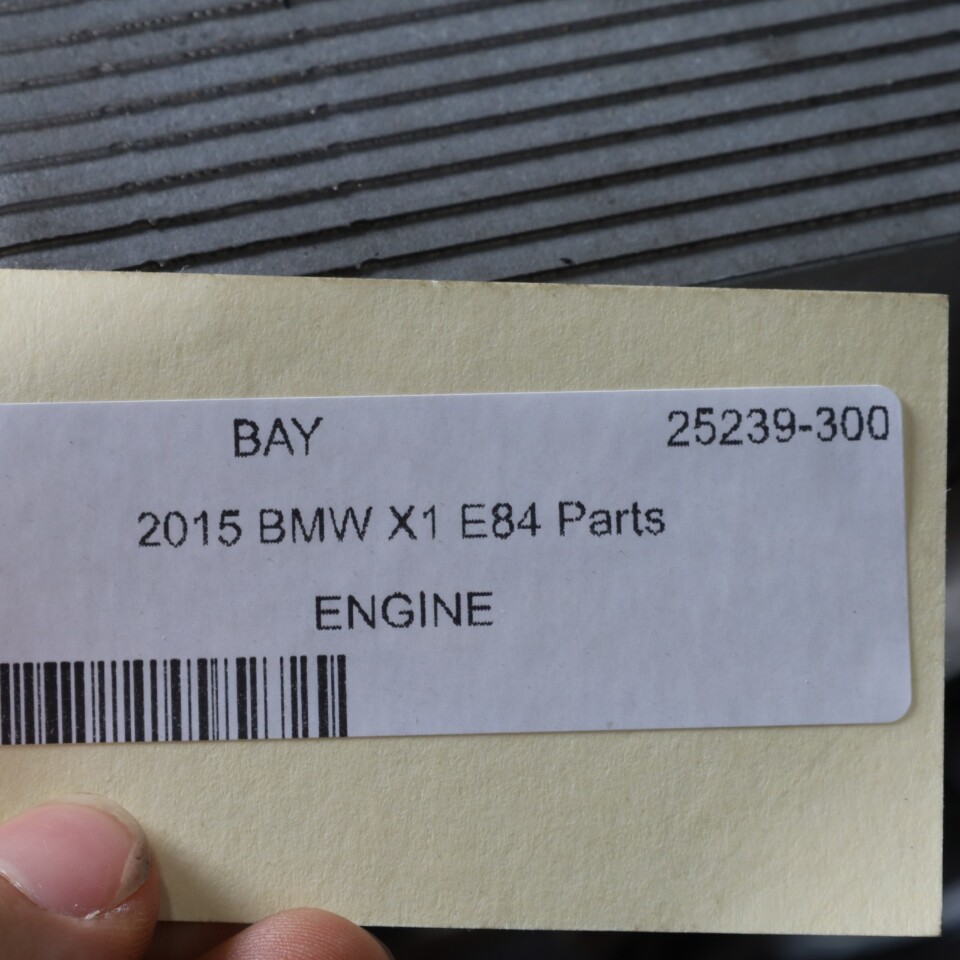 BAY 25239-300
2015 BMW X1 E84 Parts
ENGINE